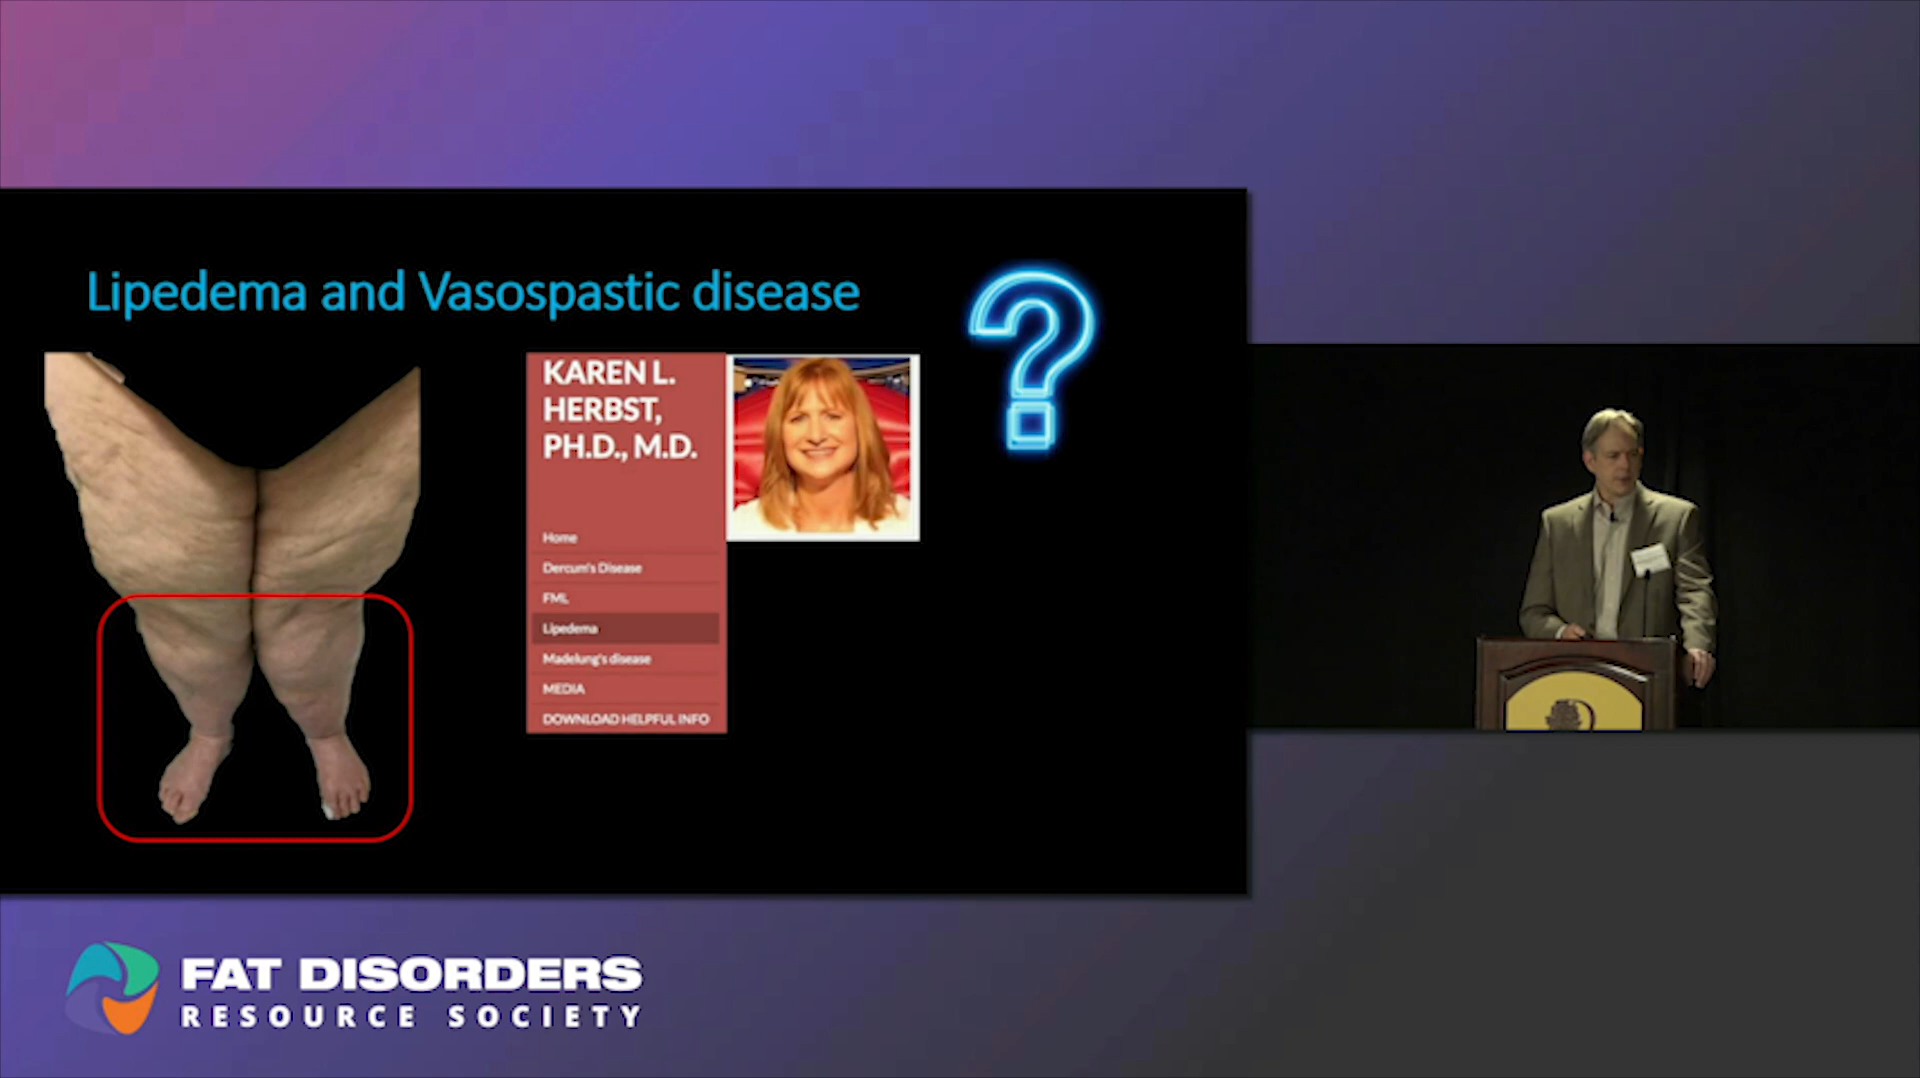 Lipedema and Vasospastic disease
?
KAREN L.
HERBST,
PH.D., M.D.
Home
Dercum's Disease
FML
Lipedema
Madelung's disease
MEDIA
DOWNLOAD HELPFUL INFO
FAT DISORDERS
RESOURCE SOCIETY